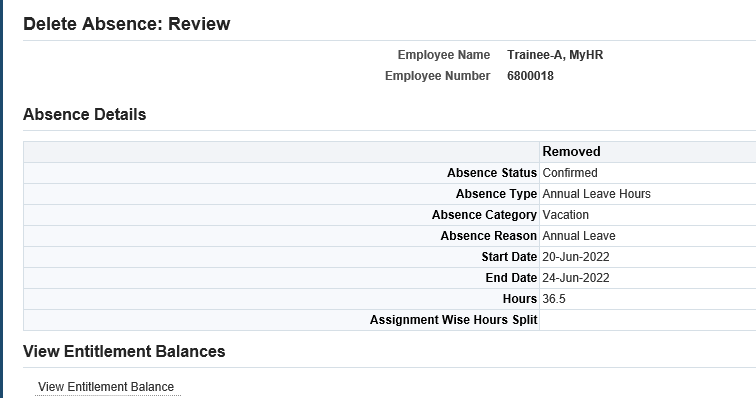 Delete Absence: Review
Employee Name Trainee-A, MyHR
Employee Number 6800018
Absence Details
Removed
Absence Status Confirmed
Absence Type Annual Leave Hours
Absence Category Vacation
Absence Reason Annual Leave
Start Date 20-Jun-2022
End Date 24-Jun-2022
Hours 36.5
Assignment Wise Hours Split
View Entitlement Balances
View Entitlement Balance